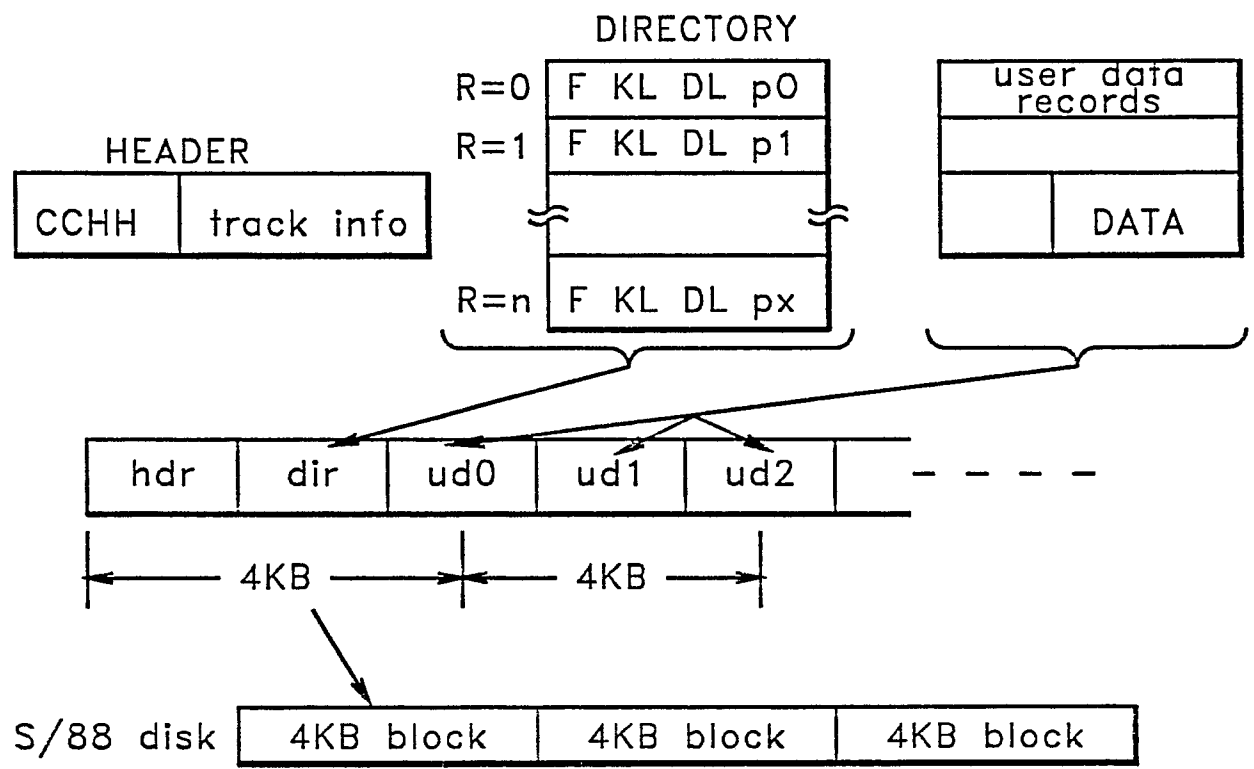 DIRECTORY
R=0 F KL DL p0
user data
records
R=1 F KL DL p1
HEADER
CCHH track info
DATA
R=n F KL DL px
hdr dir ud0 ud1 ud2
4KB 4KB
S/88 disk 4KB block 4KB block 4KB block